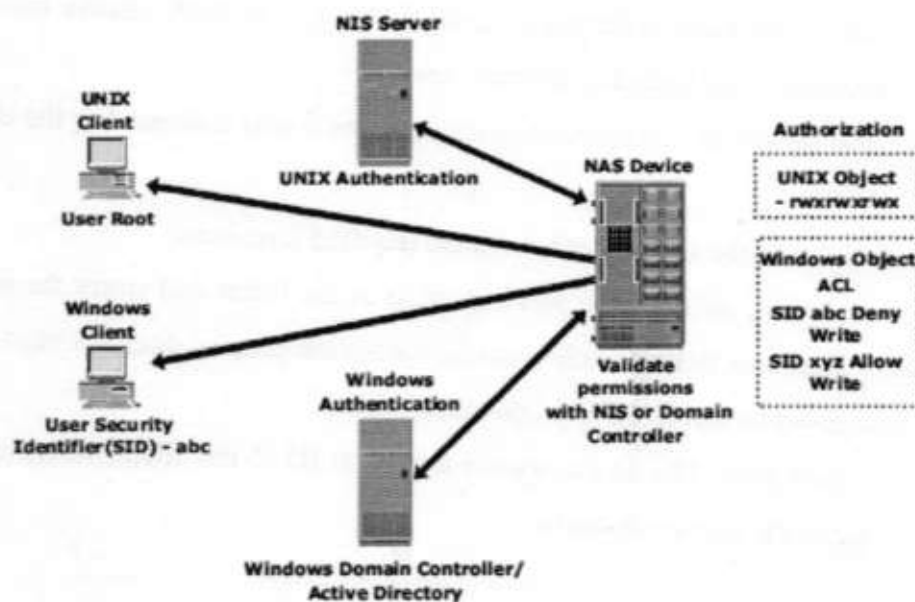 NIS Server
UNIX
Client
User Root
UNIX Authentication
NAS Device
Authorization
UNIX Object
- rwxrwxrwx
Windows Object
ACL
SID abc Deny
Write
SID xyz Allow
Write
Windows
Client
User Security
Identifier(SID) - abc
Windows
Authentication
Validate
permissions
with NIS or Domain
Controller
Windows Domain Controller/
Active Directory